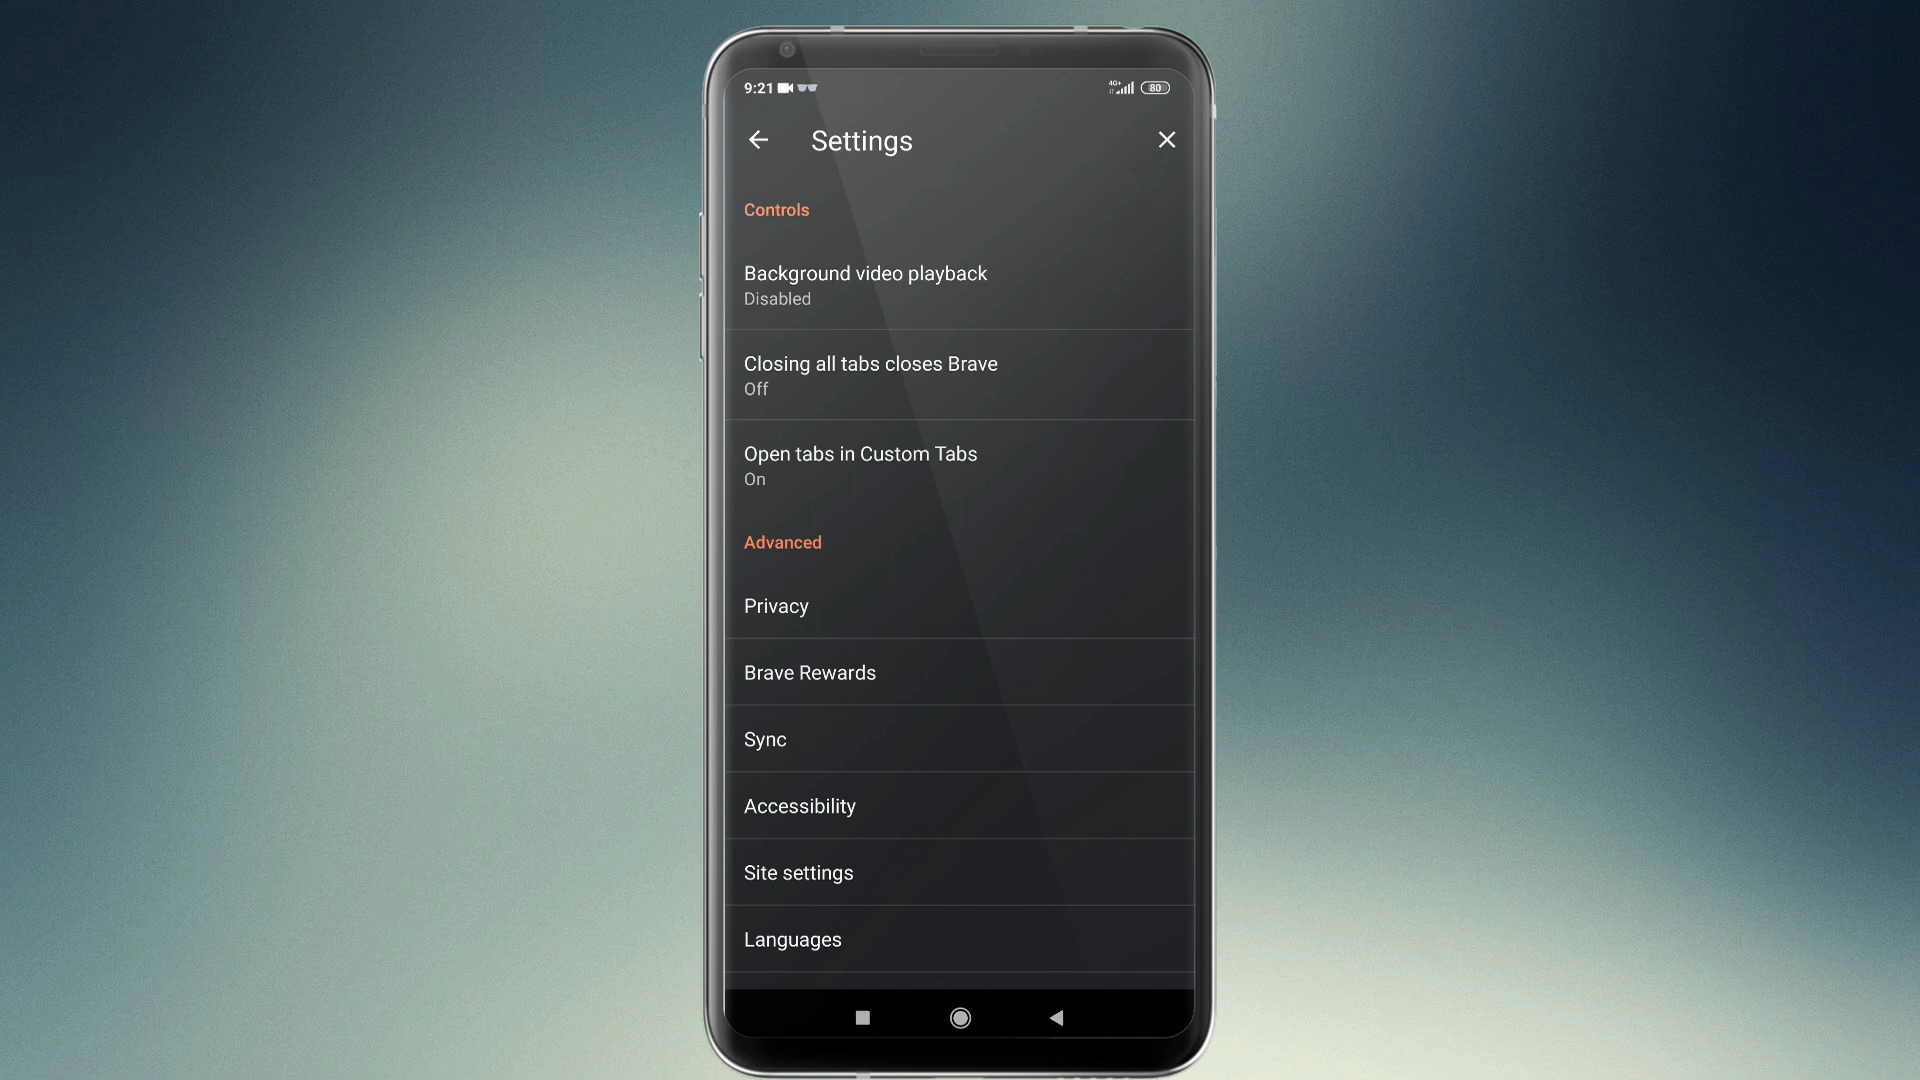 9:21 4G+ 80
Settings
Controls
Background video playback
Disabled
Closing all tabs closes Brave
Off
Open tabs in Custom Tabs
On
Advanced
Privacy
Brave Rewards
Sync
Accessibility
Site settings
Languages